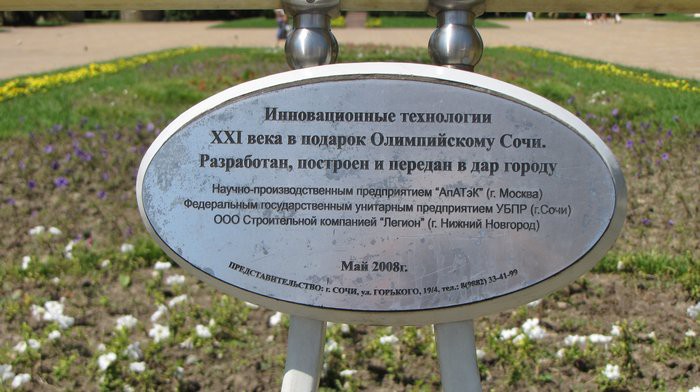 Инновационные технологии
XXI века в подарок Олимпийскому Сочи.
Разработан, построен и передан в дар городу
Научно-производственным предприятием "АпАТэК" (г. Москва)
Федеральным государственным унитарным предприятием УБПР (г.Сочи)
ООО Строительной компанией "Легион" (г. Нижний Новгород)
Май 2008г.
ПРЕДСТАВИТЕЛЬСТВО: г. СОЧИ, ул. ГОРЬКОГО, 19/4, тел.: 8(9882) 33-41-99